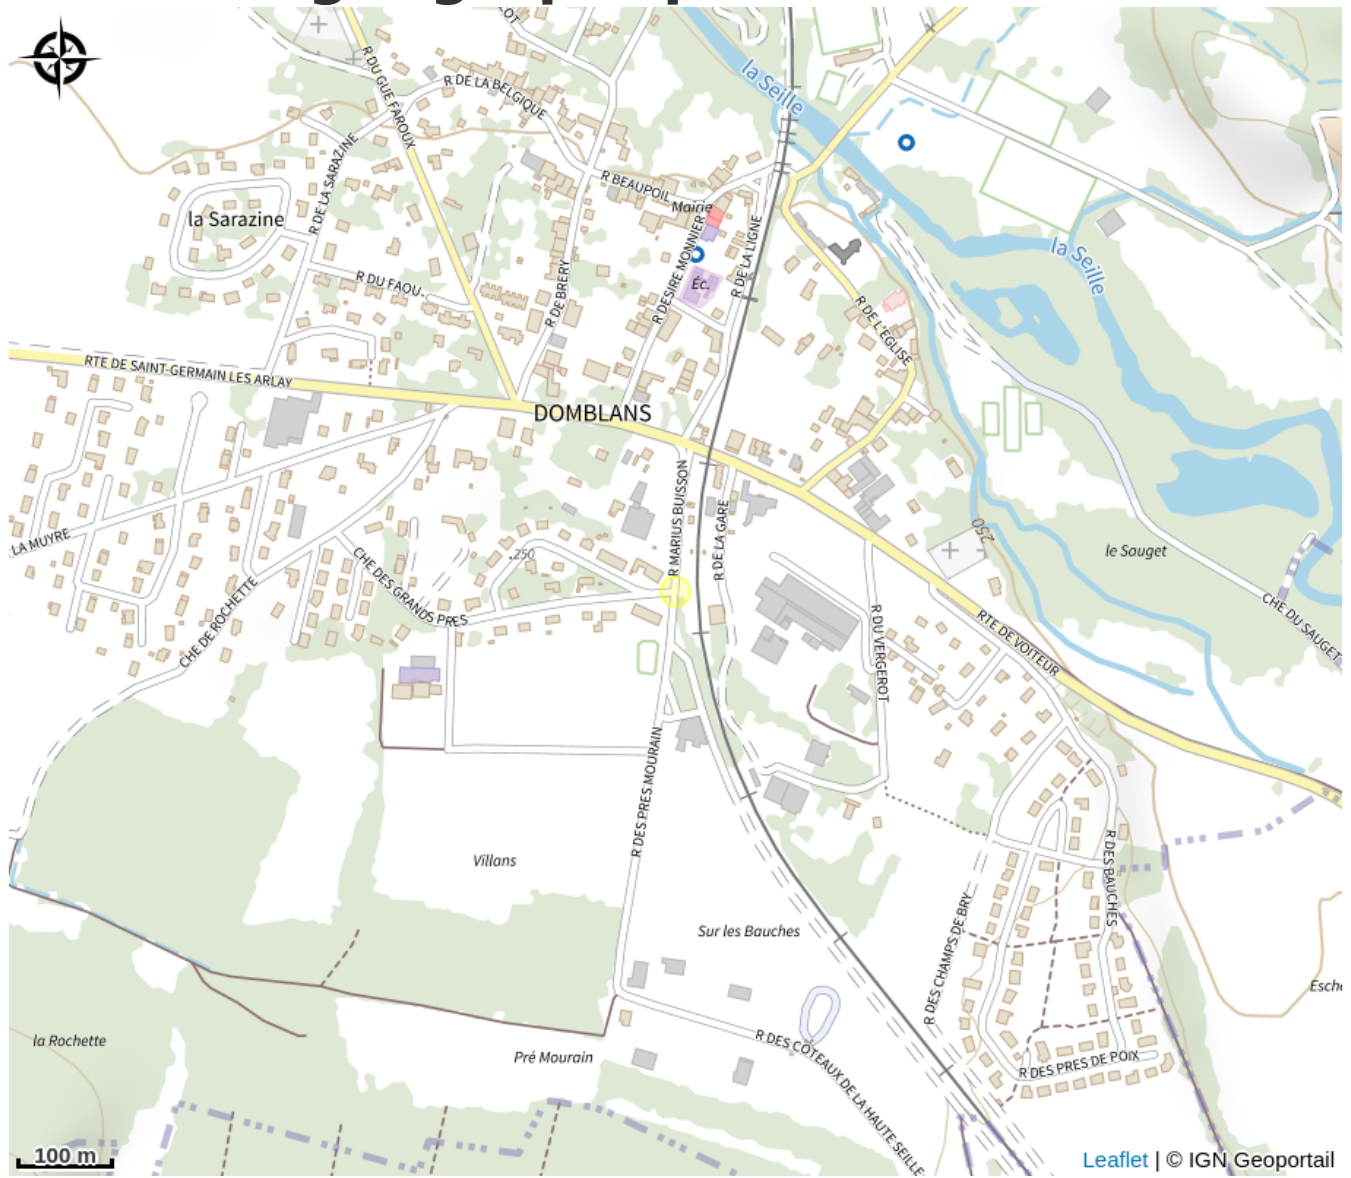 OT
R DU GUE FAROUX
R DE LA BELGIQUE
la Seille
R DE LA SARAZINE
R BEAUPOIL
Mairie
la Sarazine
R DESIRE MONNIER
R DE LA LIGNE
la Seille
R DU FAOU.
R DE BRERY
Éc.
R DE L'EGLISE
RTE DE SAINT-GERMAIN LES ARLAY
DOMBLANS
R MARIUS BUISSON
R DE LA GARE
250
LA MUYRE
.250
le Sauget
CHE DES GRANDS PRES
CHE DE ROCHETTE
R DU VERGEROT
RTE DE VOITEUR
CHE DU SAUGET
R DES PRES MOURAIN
Villans
R DES BAUCHES
Sur les Bauches
R DES CHAMPS DE BRY
Esch
la Rochette
Pré Mourain
R DES COTEAUX DE LA HAUTE SEILLE
R DES PRES DE POIX
100 m
Leaflet | © IGN Geoportail